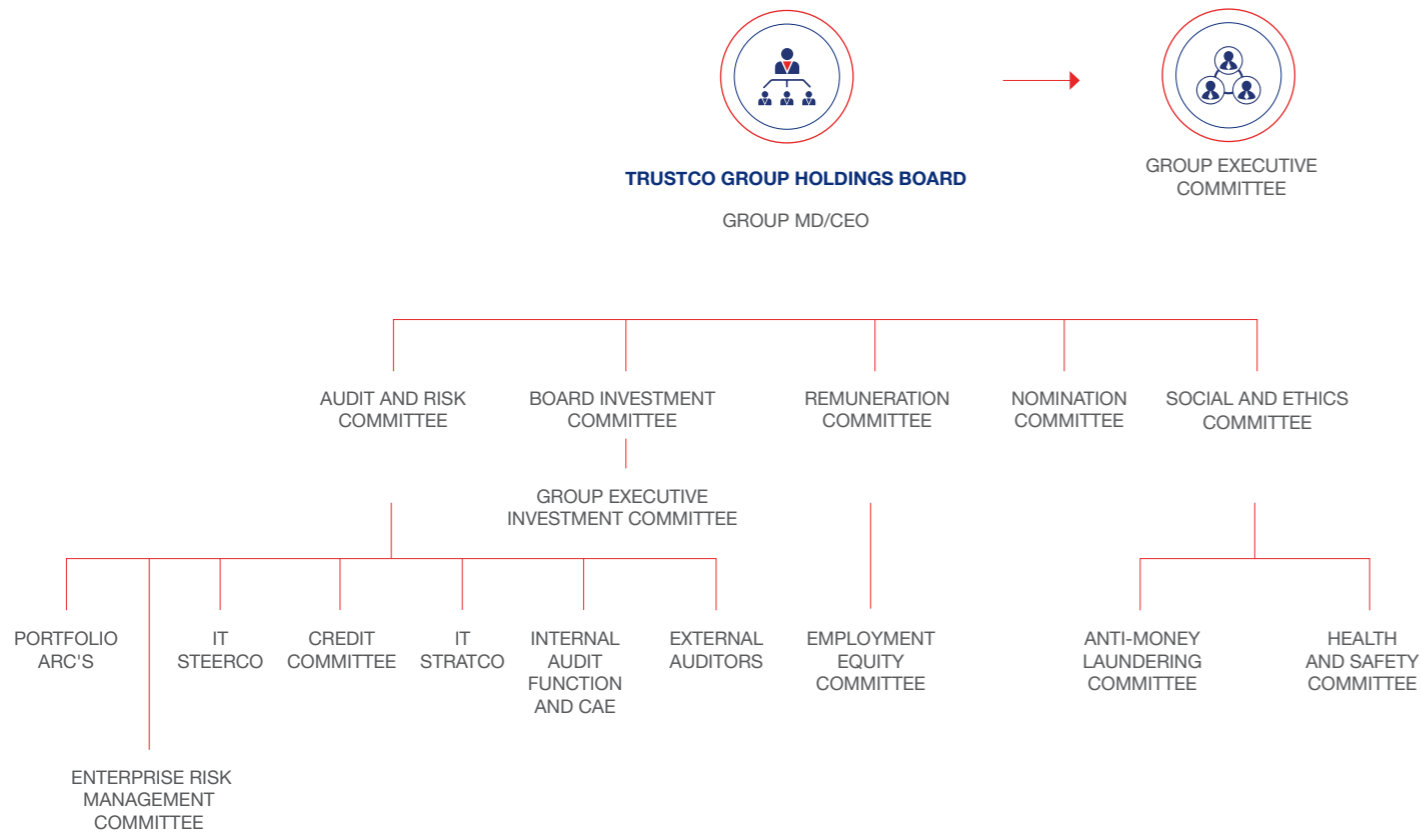 TRUSTCO GROUP HOLDINGS BOARD
GROUP MD/CEO
GROUP EXECUTIVE
COMMITTEE
AUDIT AND RISK
COMMITTEE
BOARD INVESTMENT
COMMITTEE
REMUNERATION
COMMITTEE
NOMINATION
COMMITTEE
SOCIAL AND ETHICS
COMMITTEE
GROUP EXECUTIVE
INVESTMENT COMMITTEE
PORTFOLIO
ARC'S
IT
STEERCO
CREDIT
COMMITTEE
IT
STRATCO
INTERNAL
AUDIT
FUNCTION
AND CAE
EXTERNAL
AUDITORS
EMPLOYMENT
EQUITY
COMMITTEE
ANTI-MONEY
LAUNDERING
COMMITTEE
HEALTH
AND SAFETY
COMMITTEE
ENTERPRISE RISK
MANAGEMENT
COMMITTEE